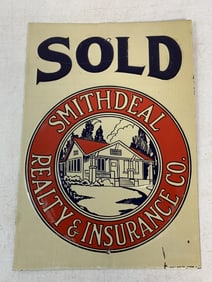 SOLD
SMITHDEAL
REALTY & INSURANCE CO.